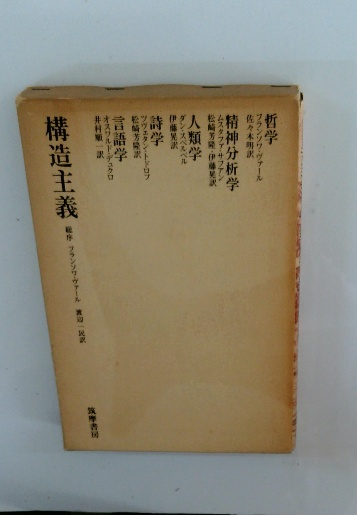 哲学
フランソワ・ヴァール
佐々木明訳
精神分析学
ムスタファ・サフアン
松崎芳隆・伊藤晃訳
人類学
ダン・スペルベル
伊藤晃訳
詩学
ツヴェタン・トドロフ
松崎芳隆訳
言語学
オスワルド・デュクロ
井村順一訳
構造主義
総序 フランソワ・ヴァール 渡辺一民訳
筑摩書房